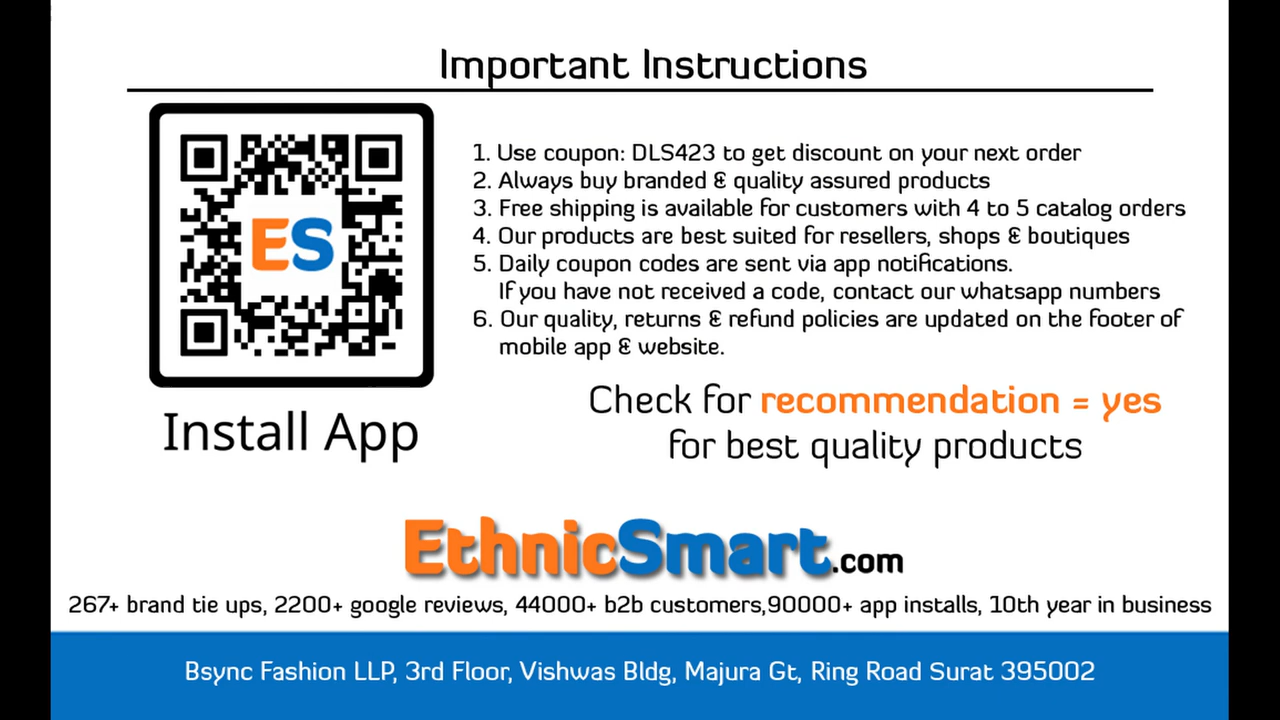 Important Instructions
ES
Install App
1. Use coupon: DLS423 to get discount on your next order
2. Always buy branded & quality assured products
3. Free shipping is available for customers with 4 to 5 catalog orders
4. Our products are best suited for resellers, shops & boutiques
5. Daily coupon codes are sent via app notifications.
If you have not received a code, contact our whatsapp numbers
6. Our quality, returns & refund policies are updated on the footer of
mobile app & website.
Check for recommendation = yes
for best quality products
EthnicSmart.com
267+ brand tie ups, 2200+ google reviews, 44000+ b2b customers,90000+ app installs, 10th year in business
Bsync Fashion LLP, 3rd Floor, Vishwas Bldg, Majura Gt, Ring Road Surat 395002